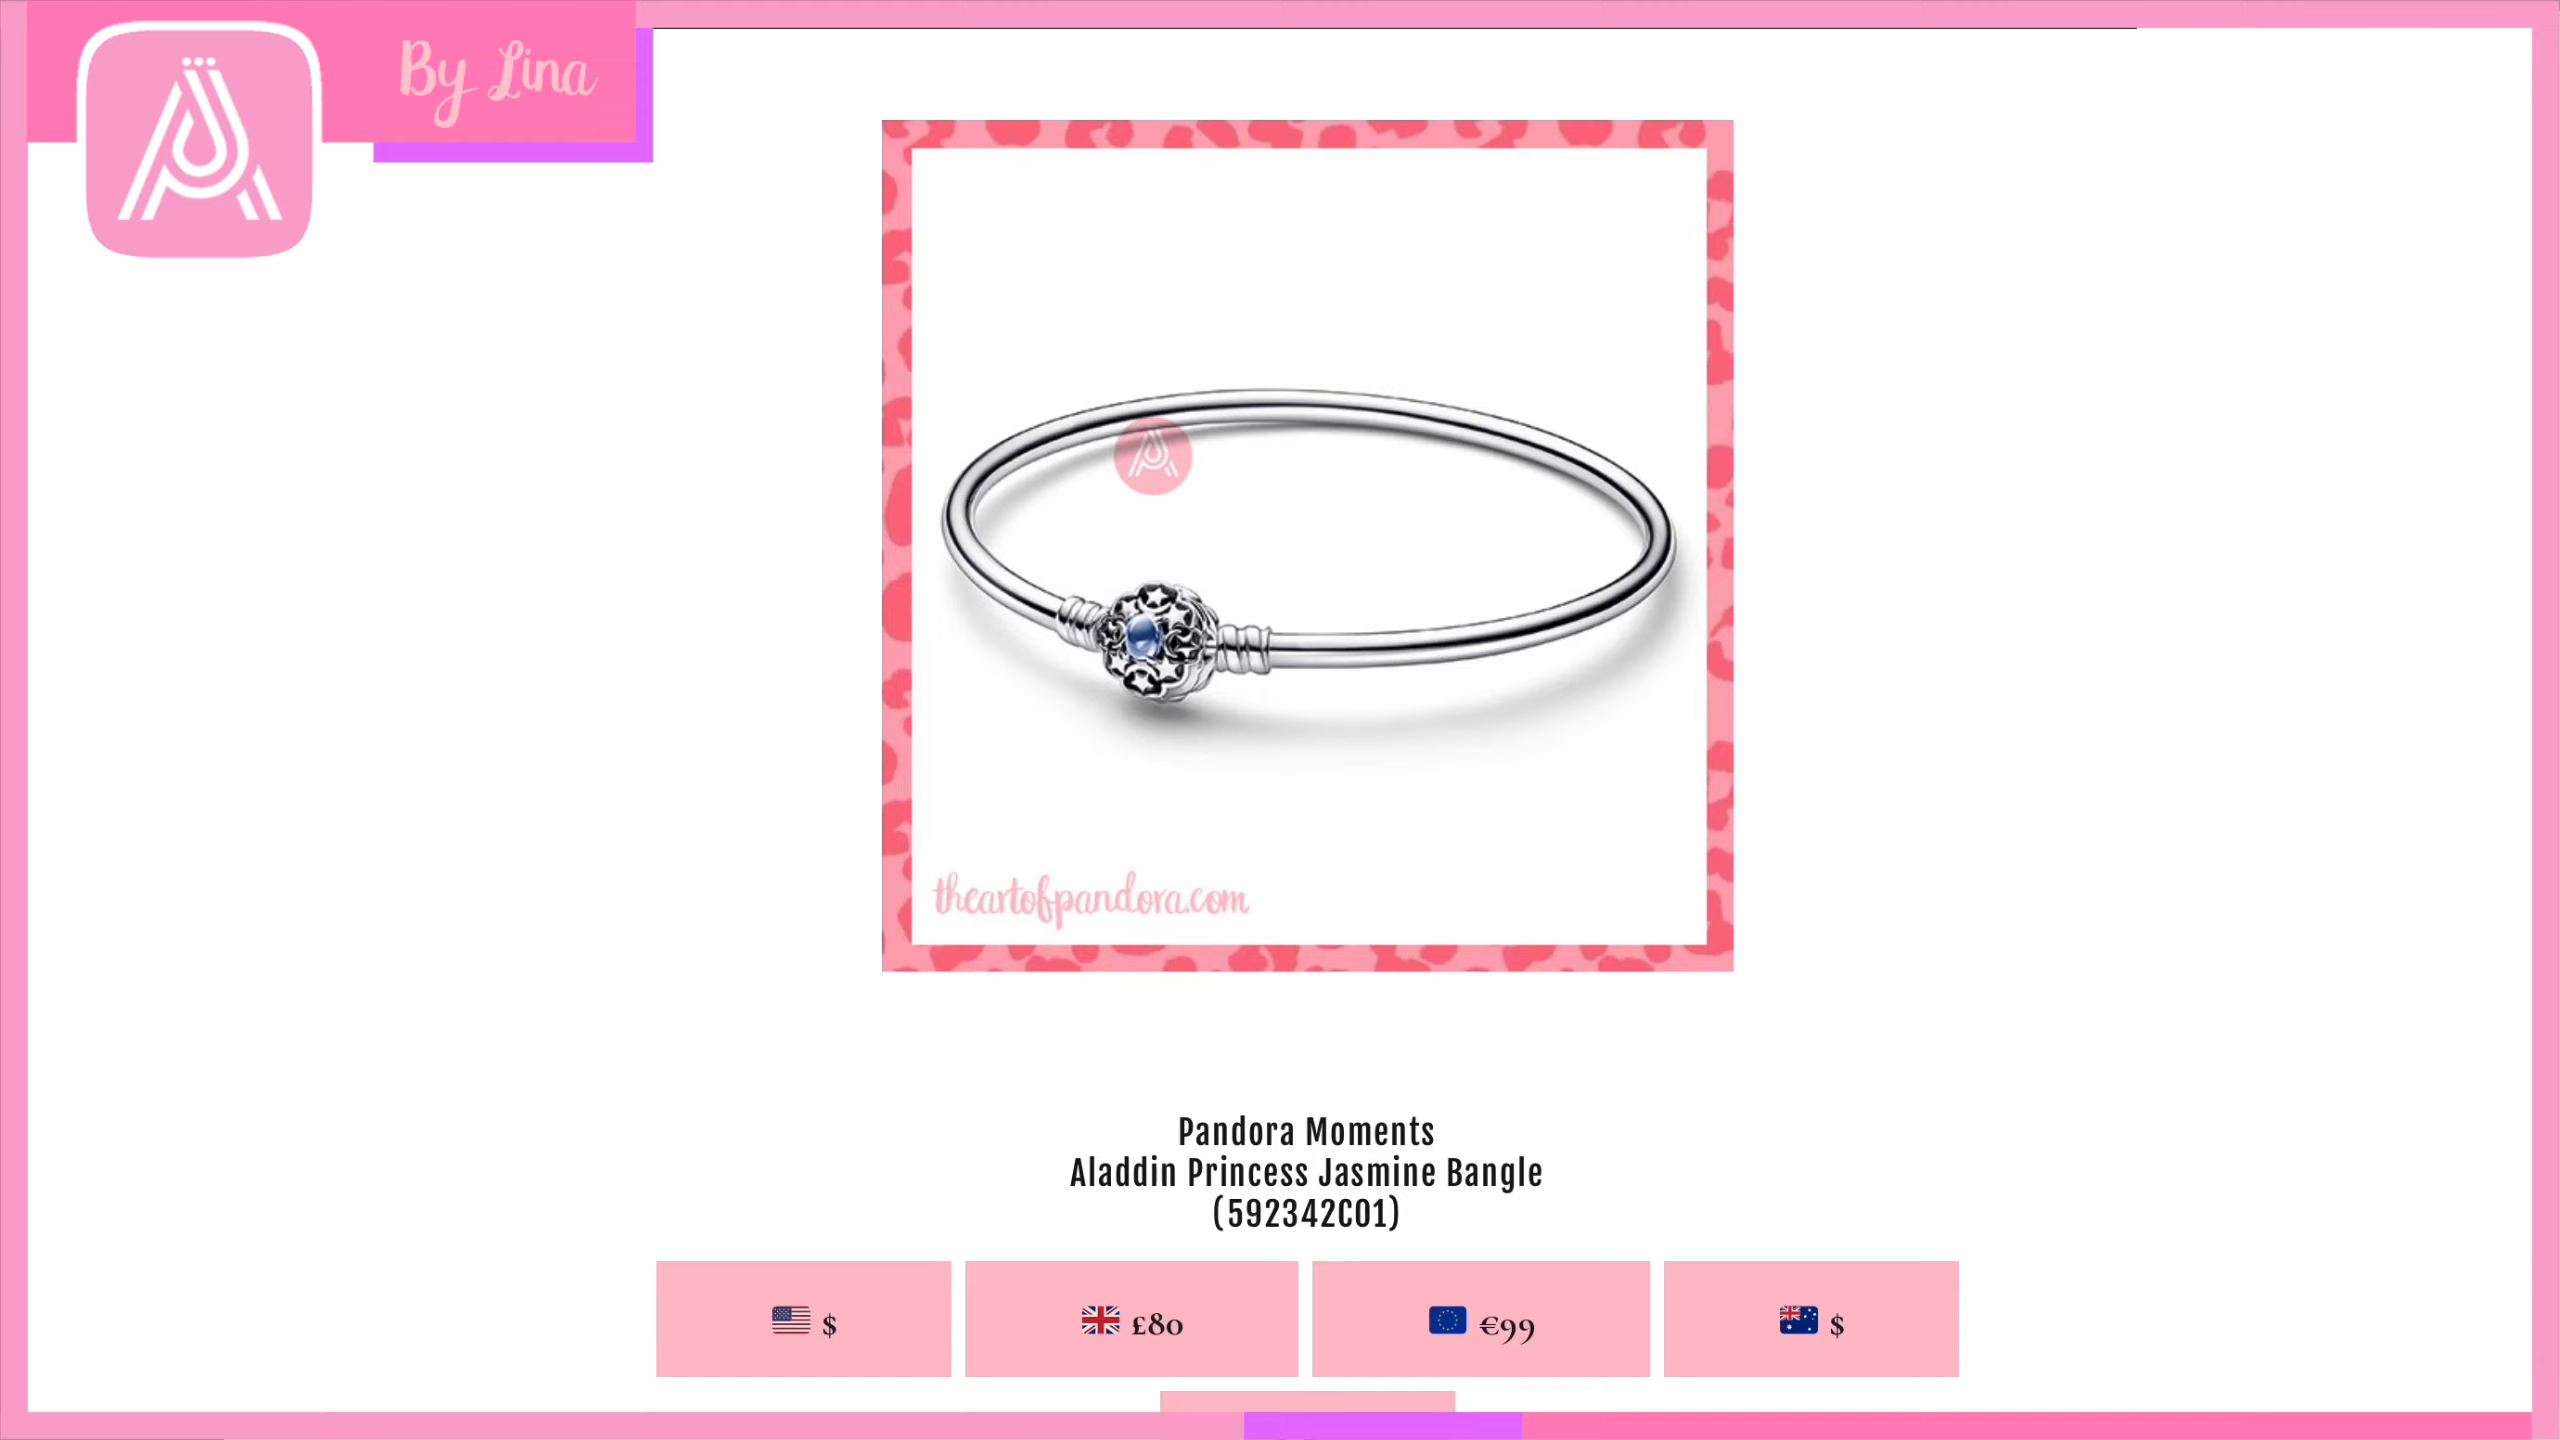 By Lina
theartofpandora.com
Pandora Moments
Aladdin Princess Jasmine Bangle
(592342C01)
$
£80
€99
$